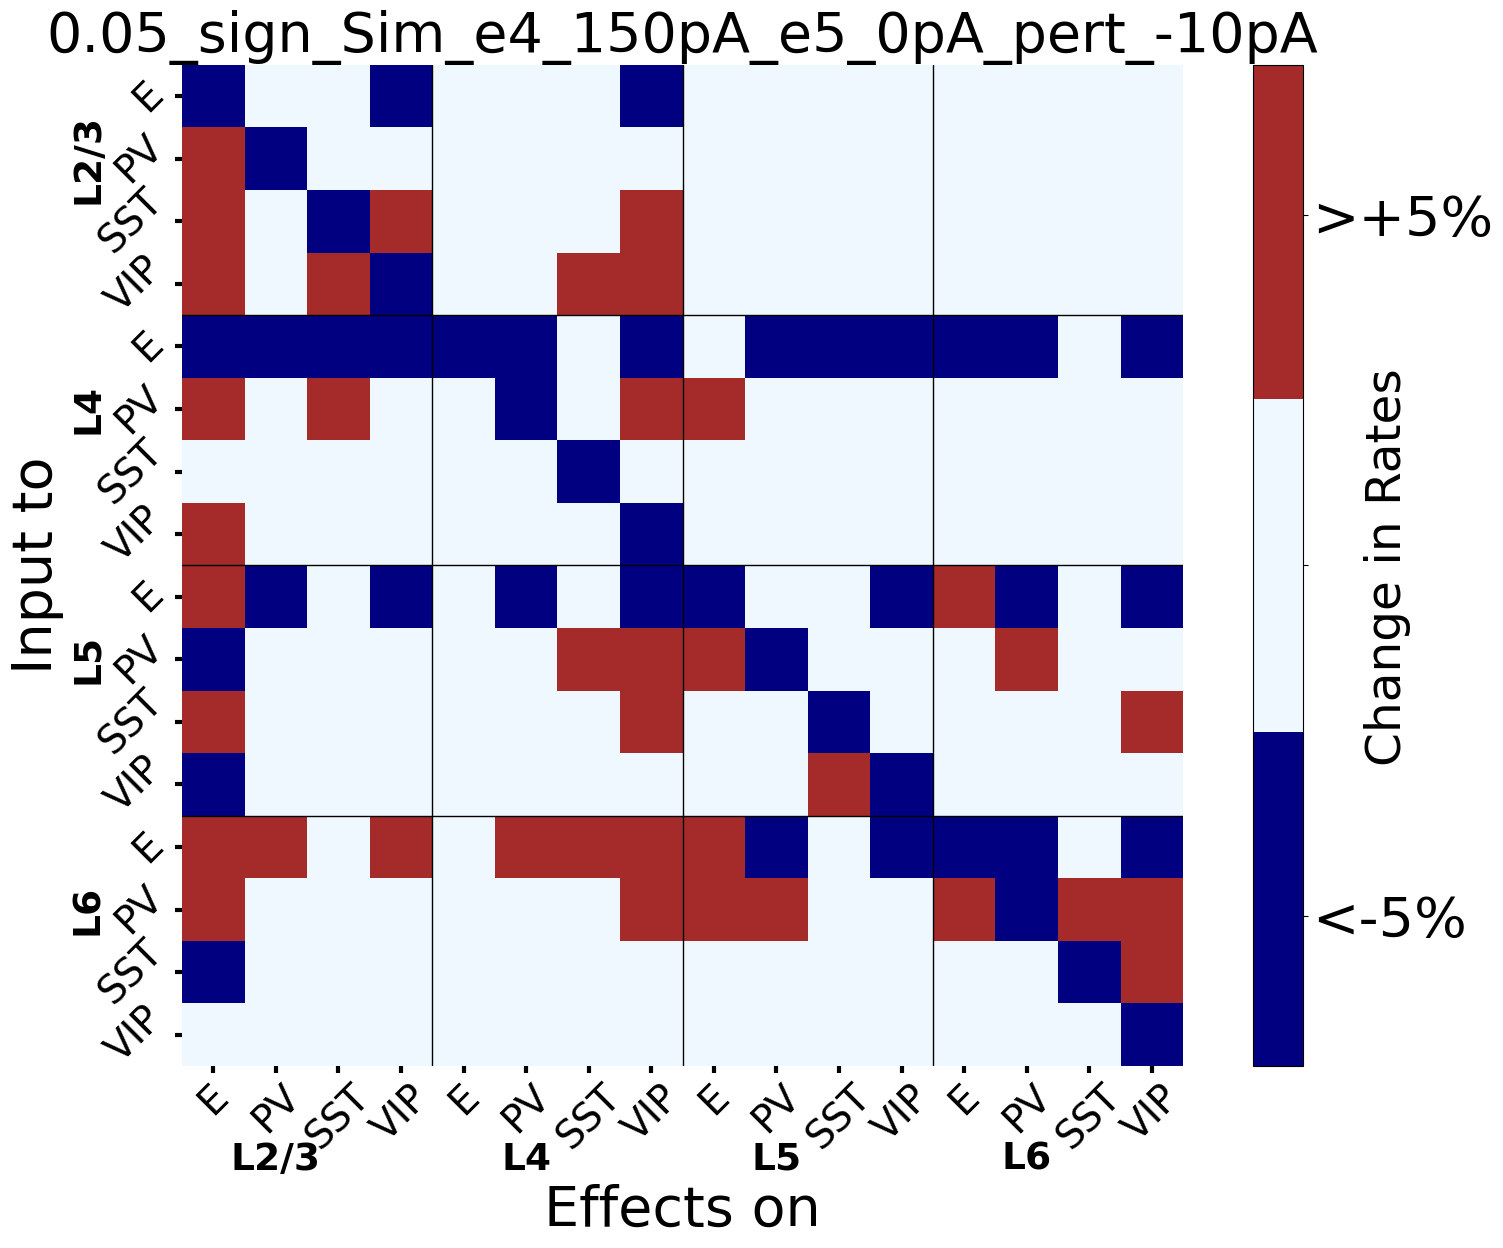 0.05_sign_Sim_e4_150pA_e5_0pA_pert_-10pA
Input to
L2/3
E
PV
SST
VIP
L4
E
PV
SST
VIP
L5
E
PV
SST
VIP
L6
E
PV
SST
VIP
E PV SST VIP E PV SST VIP E PV SST VIP E PV SST VIP
L2/3 L4 L5 L6
Effects on
>+5%
<-5%
Change in Rates